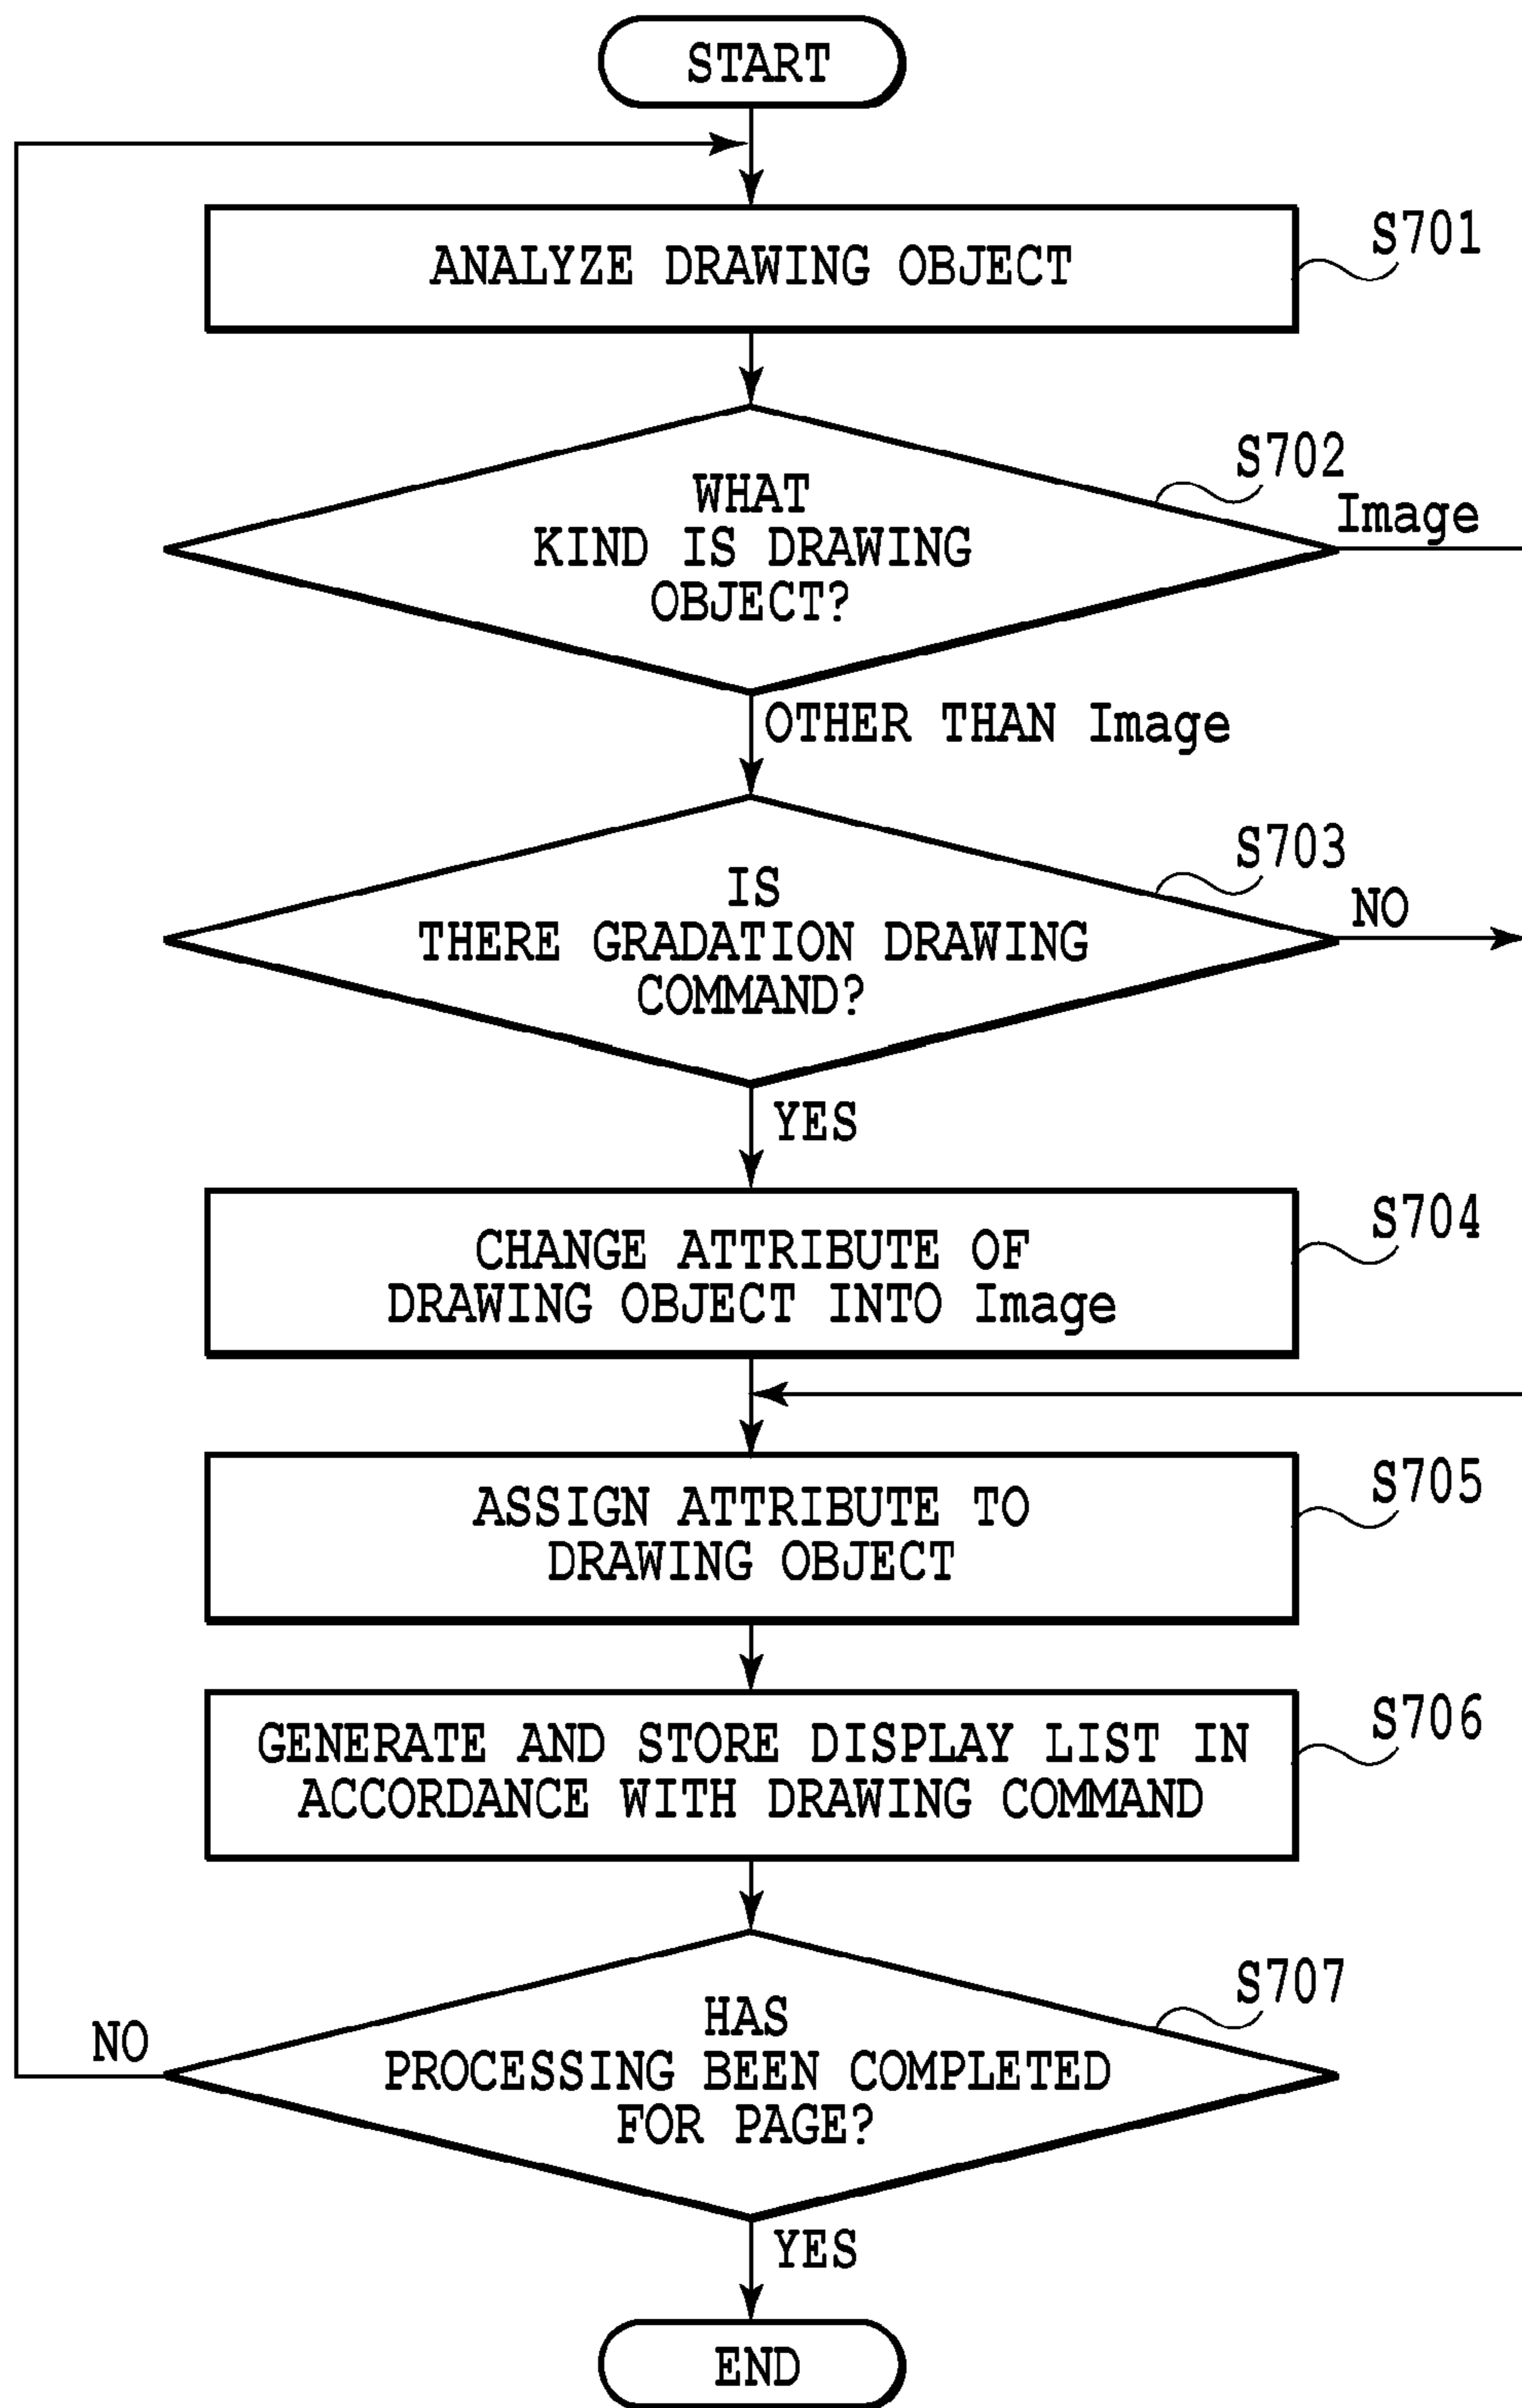 START
ANALYZE DRAWING OBJECT
S701
WHAT
KIND IS DRAWING
OBJECT?
S702
Image
OTHER THAN Image
IS
THERE GRADATION DRAWING
COMMAND?
S703
NO
YES
CHANGE ATTRIBUTE OF
DRAWING OBJECT INTO Image
S704
ASSIGN ATTRIBUTE TO
DRAWING OBJECT
S705
GENERATE AND STORE DISPLAY LIST IN
ACCORDANCE WITH DRAWING COMMAND
S706
HAS
PROCESSING BEEN COMPLETED
FOR PAGE?
S707
NO
YES
END